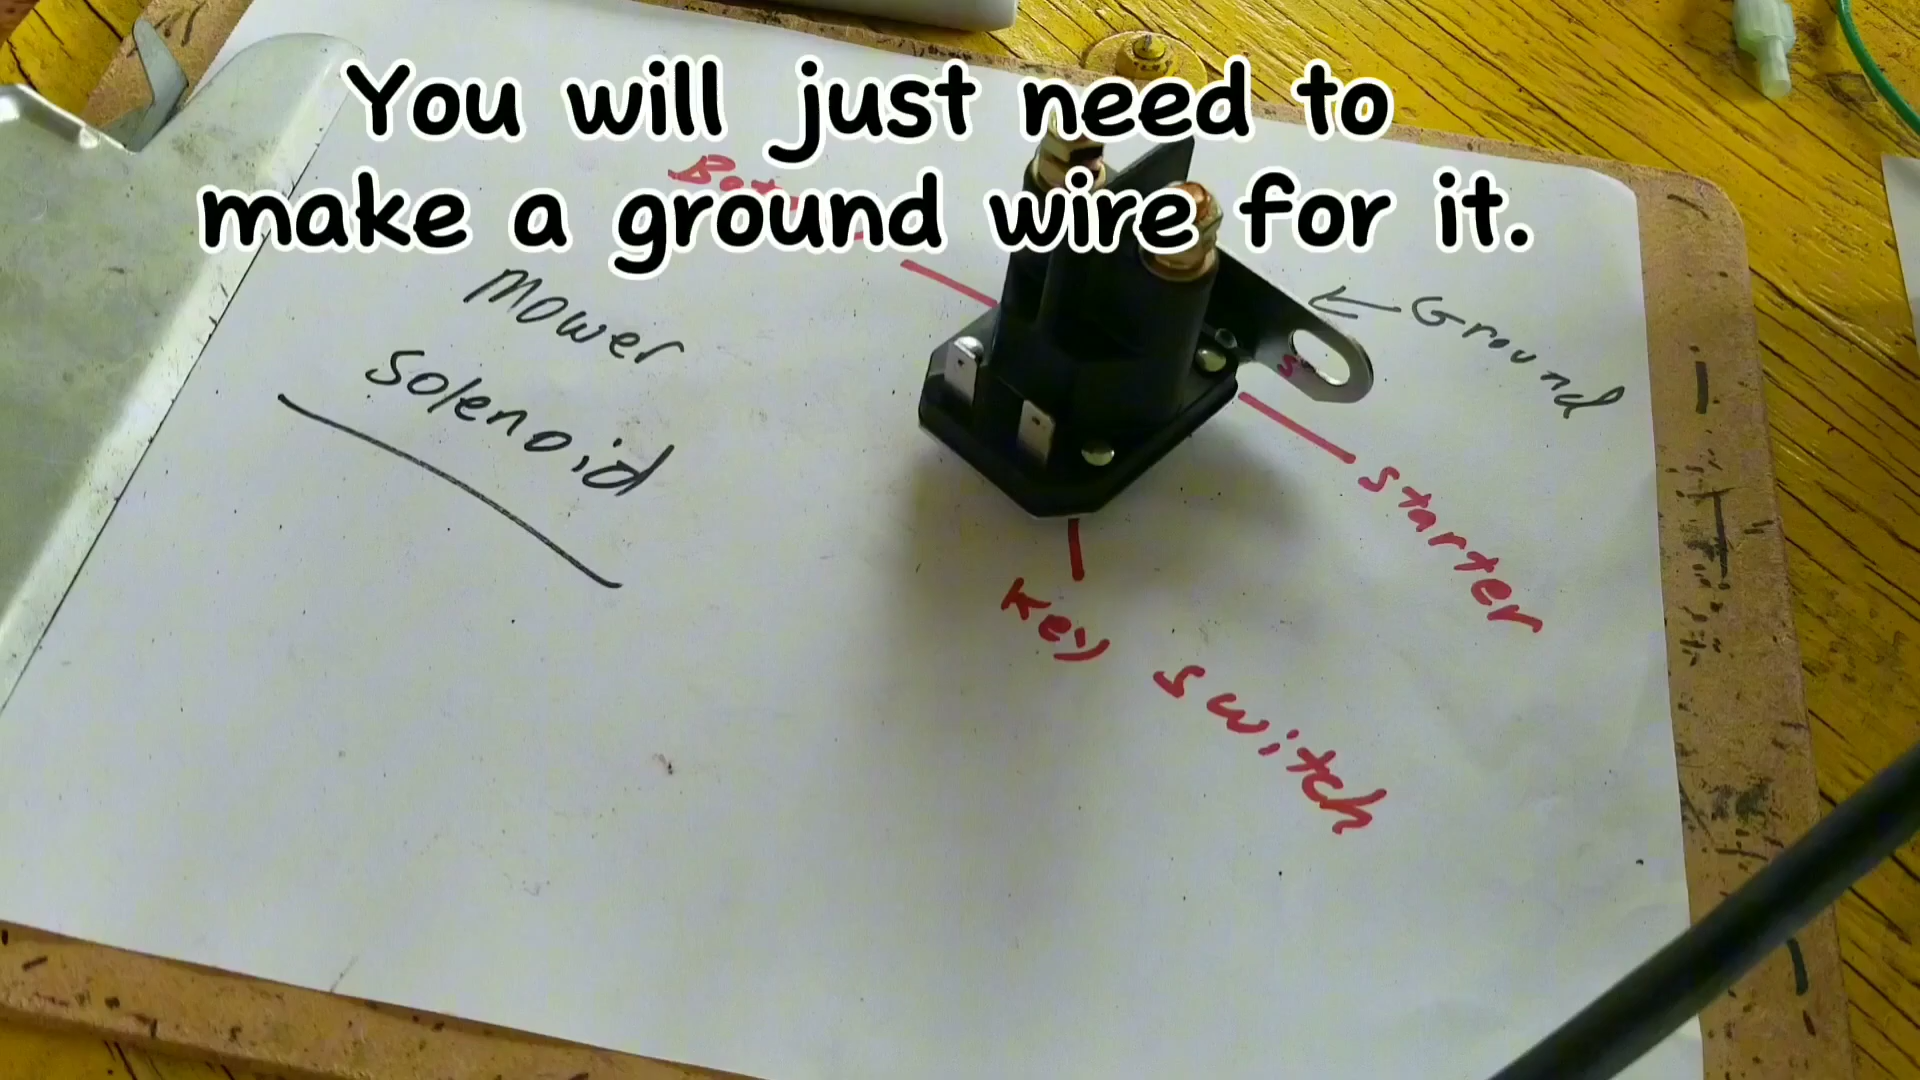 You will just need to
make a ground wire for it.
Mower
Solenoid
Ground
Starter
Key Switch